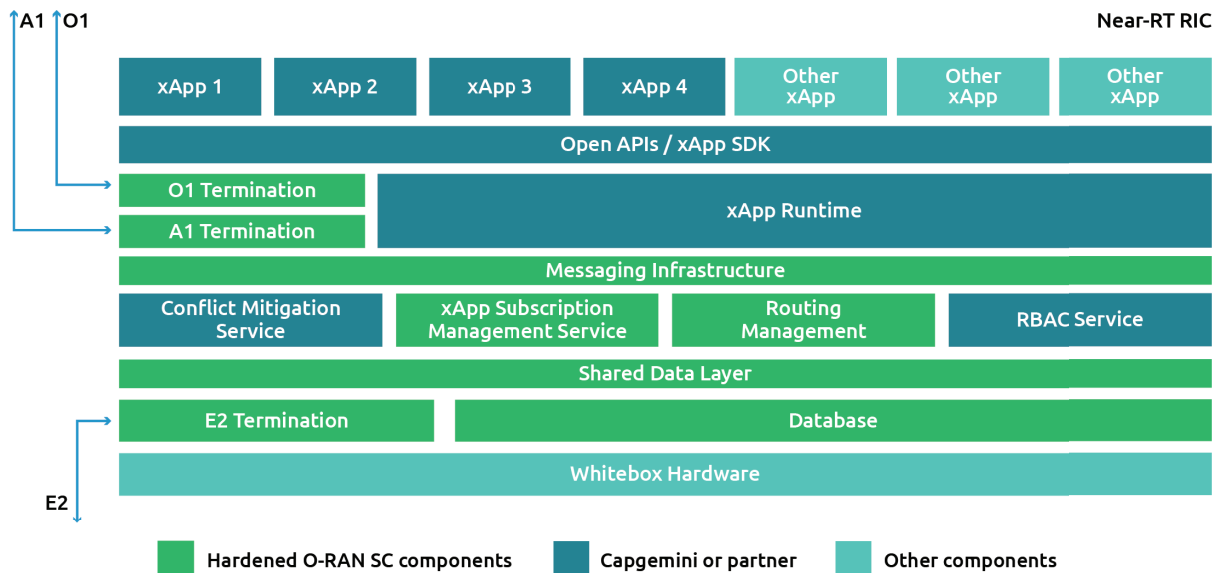 A1 O1
Near-RT RIC
xApp 1
xApp 2
xApp 3
xApp 4
Other
xApp
Other
xApp
Other
xApp
Open APIs / xApp SDK
O1 Termination
A1 Termination
xApp Runtime
Messaging Infrastructure
Conflict Mitigation
Service
xApp Subscription
Management Service
Routing
Management
RBAC Service
Shared Data Layer
E2 Termination
Database
Whitebox Hardware
E2
Hardened O-RAN SC components
Capgemini or partner
Other components